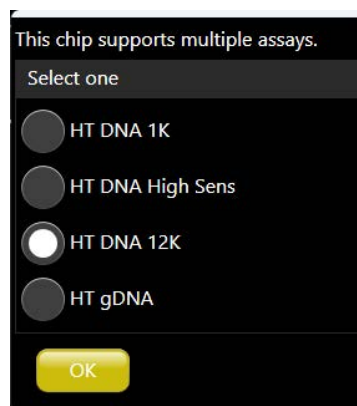 This chip supports multiple assays.
Select one
HT DNA 1K
HT DNA High Sens
HT DNA 12K
HT gDNA
OK